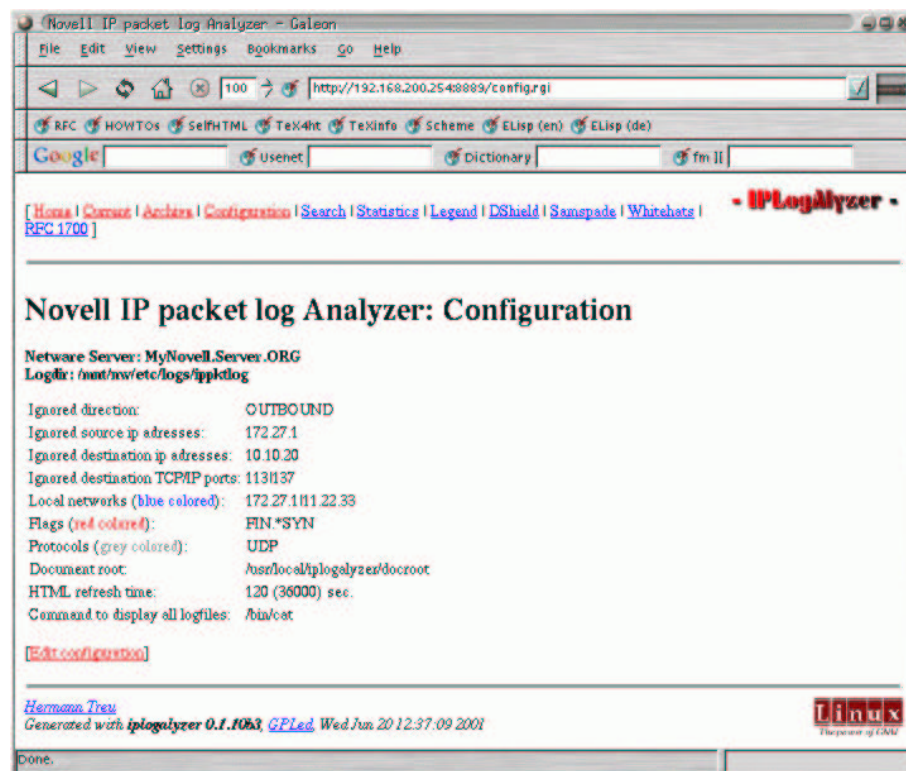 Novell IP packet log Analyzer - Galeon
File Edit View Settings Bookmarks Go Help
100 http://192.168.200.254:8889/config.rgi
RFC HOWTOs SelfHTML TeX4ht TeXinfo Scheme ELisp (en) ELisp (de)
Google Usenet Dictionary fm II
- IPLogAlyzer -
[ Home | Current | Archive | Configuration | Search | Statistics | Legend | DShield | Samspade | Whitehats |
RFC 1700 ]
Novell IP packet log Analyzer: Configuration
Netware Server: MyNovell.Server.ORG
Logdir: /mnt/nw/etc/logs/ippktlog
Ignored direction: OUTBOUND
Ignored source ip adresses: 172.27.1
Ignored destination ip adresses: 10.10.20
Ignored destination TCP/IP ports: 113|137
Local networks (blue colored): 172.27.1|11.22.33
Flags (red colored): FIN.*SYN
Protocols (grey colored): UDP
Document root: /usr/local/iplogalyzer/docroot
HTML refresh time: 120 (36000) sec.
Command to display all logfiles: /bin/cat
[Edit configuration]
Hermann Treu
Generated with iplogalyzer 0.1.10b3, GPLed, Wed Jun 20 12:37:09 2001
Linux
The power of GNU
Done.